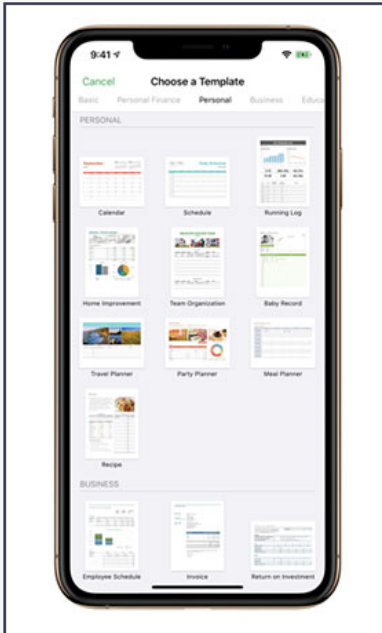 9:41
Cancel Choose a Template
Basic Personal Finance Personal Business Educa
PERSONAL
Calendar Schedule Running Log
Home Improvement Team Organization Baby Record
Travel Planner Party Planner Meal Planner
Recipe
BUSINESS
Employee Schedule Invoice Return on Investment